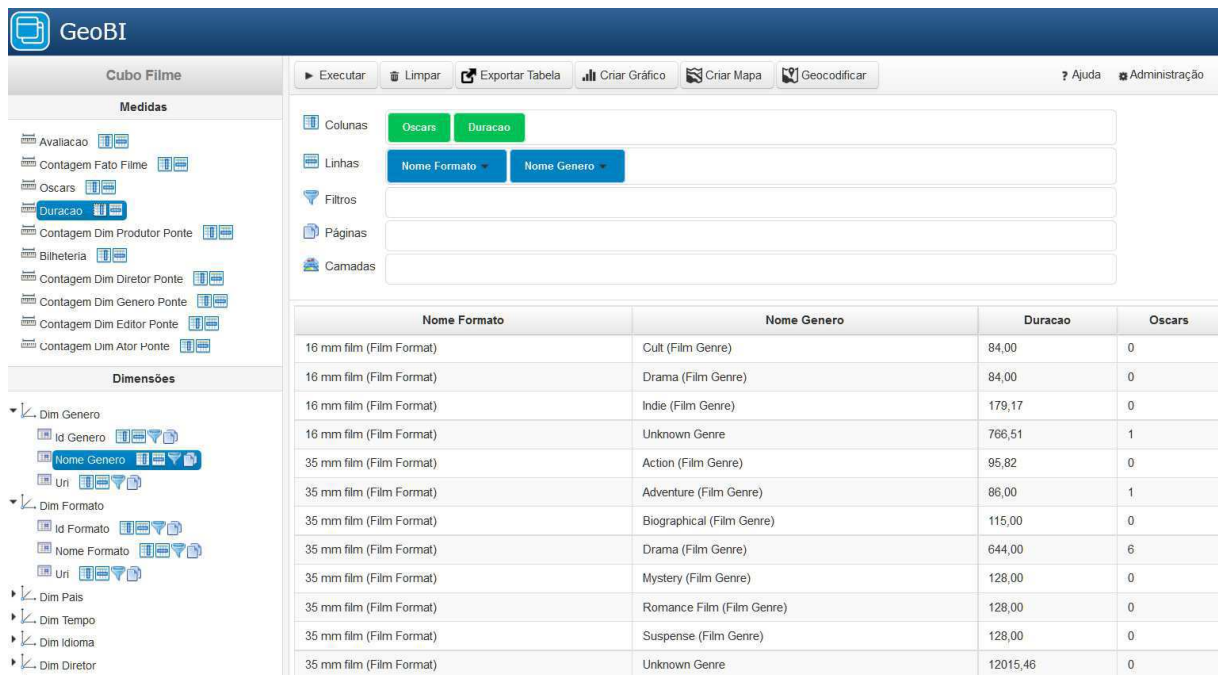 GeoBI
Cubo Filme
Medidas
Avaliacao
Contagem Fato Filme
Oscars
Duracao
Contagem Dim Produtor Ponte
Bilheteria
Contagem Dim Diretor Ponte
Contagem Dim Genero Ponte
Contagem Dim Editor Ponte
Contagem Dim Ator Ponte
Dimensões
Dim Genero
Id Genero
Nome Genero
Uri
Dim Formato
Id Formato
Nome Formato
Uri
Dim Pais
Dim Tempo
Dim Idioma
Dim Diretor
Executar Limpar Exportar Tabela Criar Gráfico Criar Mapa Geocodificar ? Ajuda Administração
Colunas Oscars Duracao
Linhas Nome Formato Nome Genero
Filtros
Páginas
Camadas
Nome Formato Nome Genero Duracao Oscars
16 mm film (Film Format) Cult (Film Genre) 84,00 0
16 mm film (Film Format) Drama (Film Genre) 84,00 0
16 mm film (Film Format) Indie (Film Genre) 179,17 0
16 mm film (Film Format) Unknown Genre 766,51 1
35 mm film (Film Format) Action (Film Genre) 95,82 0
35 mm film (Film Format) Adventure (Film Genre) 86,00 1
35 mm film (Film Format) Biographical (Film Genre) 115,00 0
35 mm film (Film Format) Drama (Film Genre) 644,00 6
35 mm film (Film Format) Mystery (Film Genre) 128,00 0
35 mm film (Film Format) Romance Film (Film Genre) 128,00 0
35 mm film (Film Format) Suspense (Film Genre) 128,00 0
35 mm film (Film Format) Unknown Genre 12015,46 0